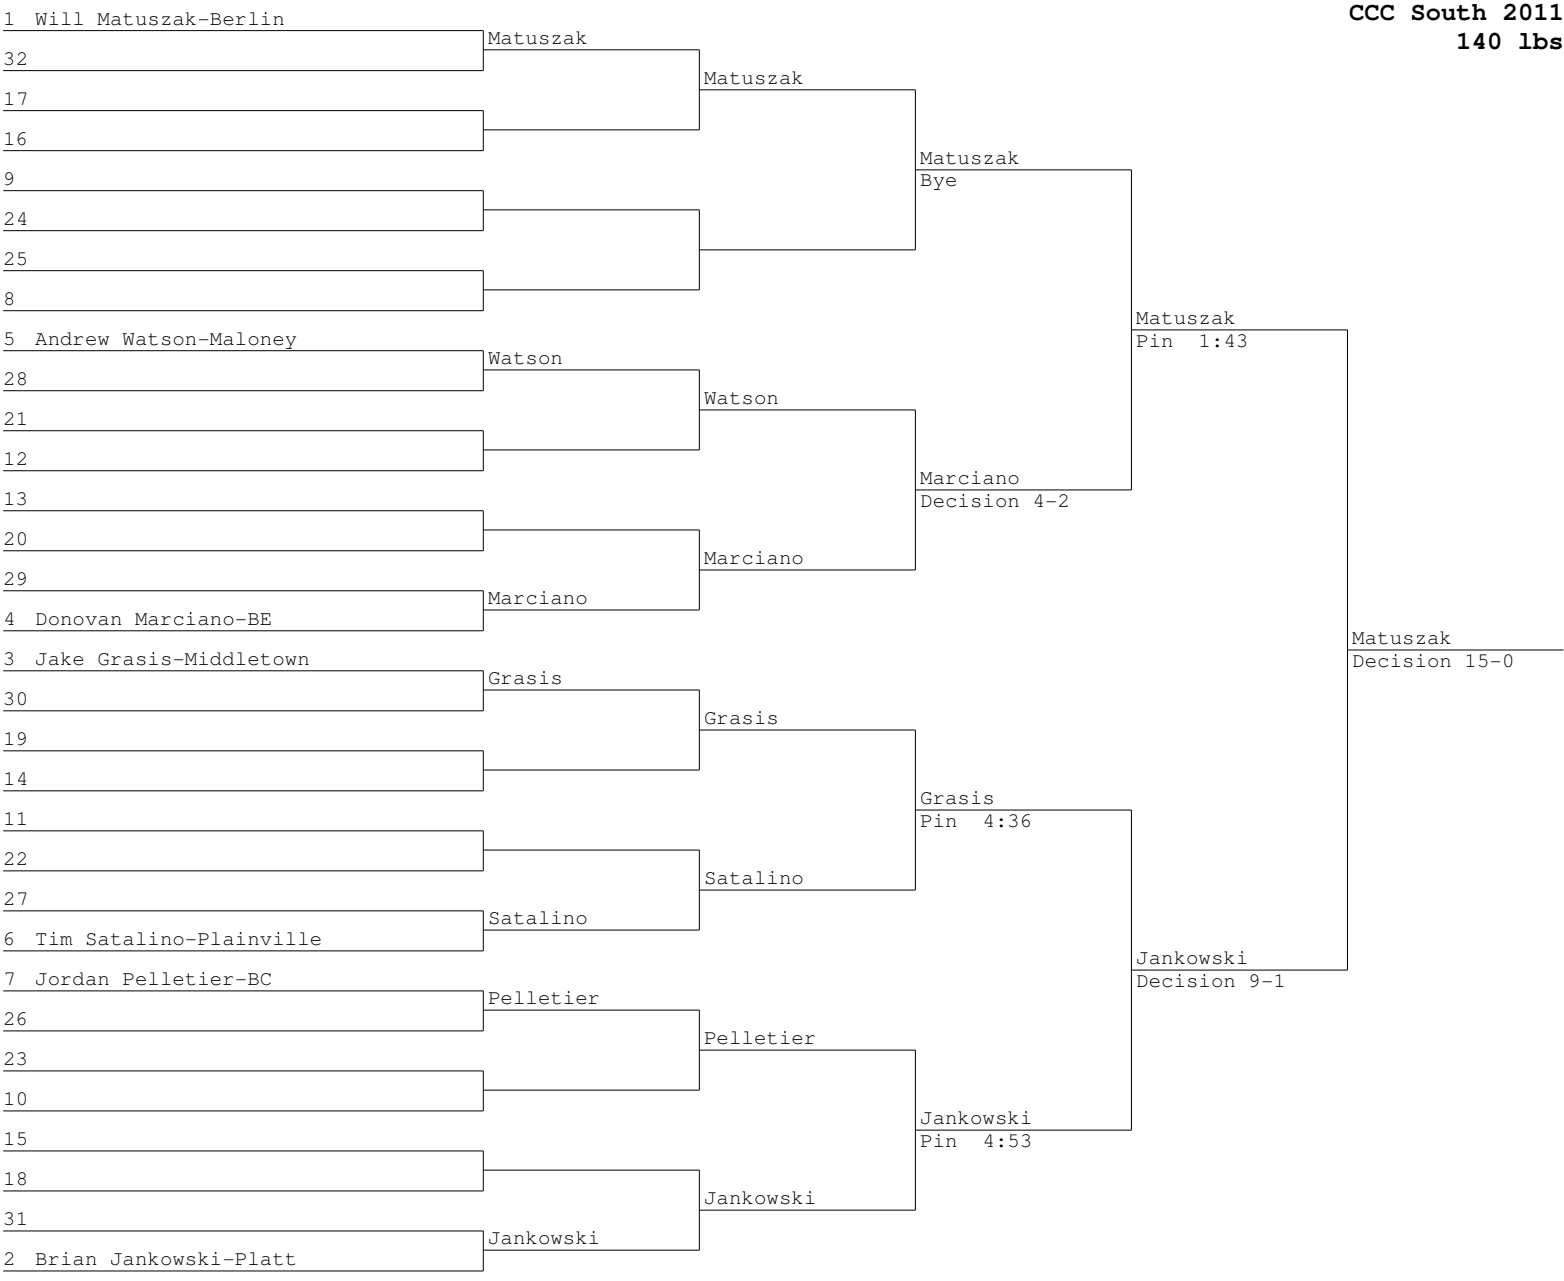 CCC South 2011
140 lbs
1 Will Matuszak-Berlin
32
17
16
9
24
25
8
5 Andrew Watson-Maloney
28
21
12
13
20
29
4 Donovan Marciano-BE
3 Jake Grasis-Middletown
30
19
14
11
22
27
6 Tim Satalino-Plainville
7 Jordan Pelletier-BC
26
23
10
15
18
31
2 Brian Jankowski-Platt
Matuszak
Watson
Marciano
Grasis
Satalino
Pelletier
Jankowski
Matuszak
Watson
Marciano
Grasis
Satalino
Pelletier
Jankowski
Matuszak
Bye
Marciano
Decision 4-2
Grasis
Pin 4:36
Jankowski
Pin 4:53
Matuszak
Pin 1:43
Jankowski
Decision 9-1
Matuszak
Decision 15-0